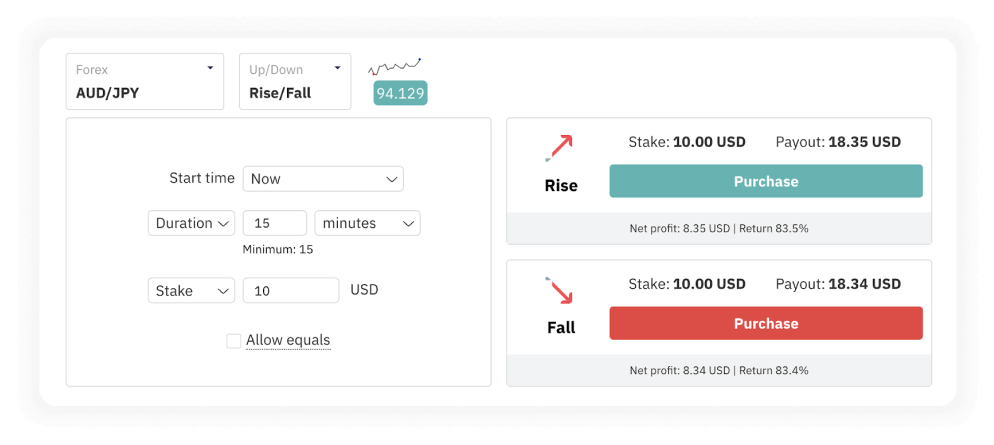 Forex
AUD/JPY
Up/Down
Rise/Fall
94.129
Start time Now
Duration 15 minutes
Minimum: 15
Stake 10 USD
Allow equals
Stake: 10.00 USD Payout: 18.35 USD
Rise
Purchase
Net profit: 8.35 USD | Return 83.5%
Stake: 10.00 USD Payout: 18.34 USD
Fall
Purchase
Net profit: 8.34 USD | Return 83.4%